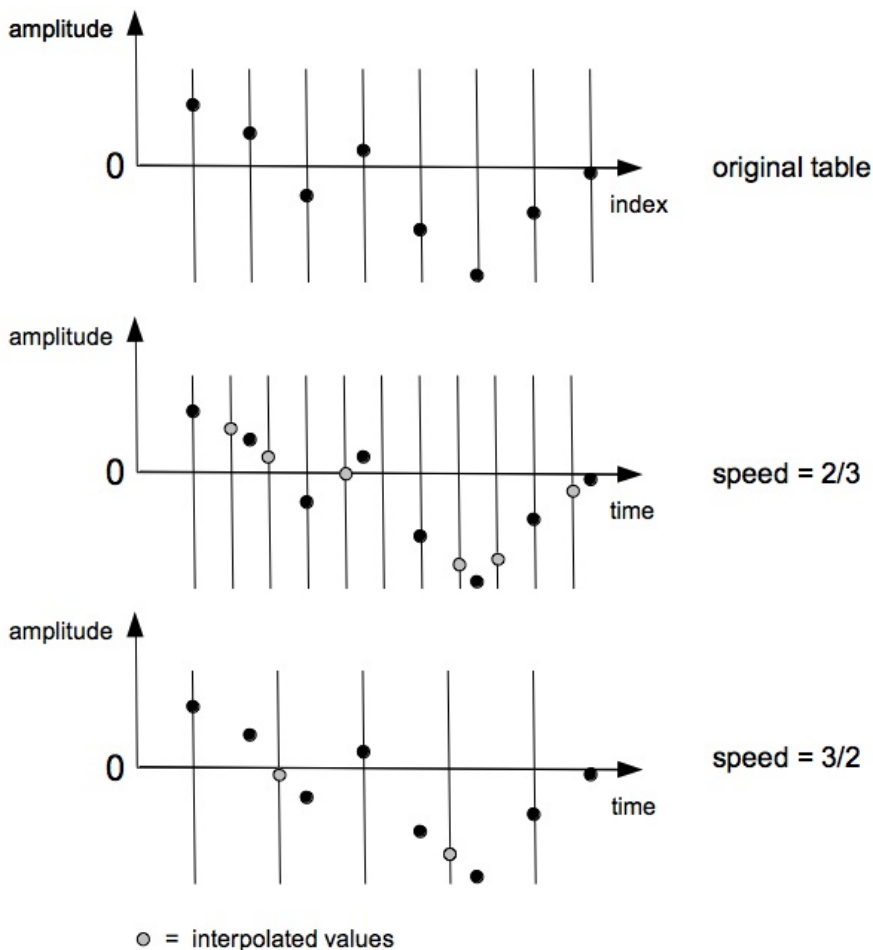 amplitude
0
original table
index
amplitude
0
speed = 2/3
time
amplitude
0
speed = 3/2
time
= interpolated values